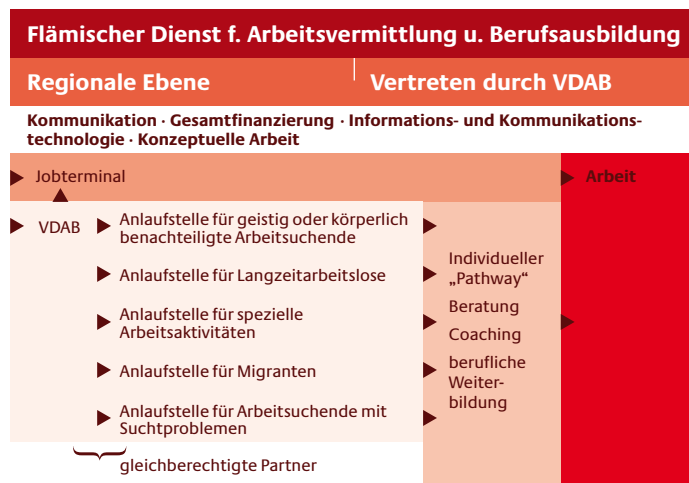 Flämischer Dienst f. Arbeitsvermittlung u. Berufsausbildung
Regionale Ebene
Vertreten durch VDAB
Kommunikation · Gesamtfinanzierung · Informations- und Kommunikations-
technologie · Konzeptuelle Arbeit
Jobterminal
Arbeit
VDAB
Anlaufstelle für geistig oder körperlich
benachteiligte Arbeitsuchende
Anlaufstelle für Langzeitarbeitslose
Anlaufstelle für spezielle
Arbeitsaktivitäten
Anlaufstelle für Migranten
Anlaufstelle für Arbeitsuchende mit
Suchtproblemen
gleichberechtigte Partner
Individueller
„Pathway“
Beratung
Coaching
berufliche
Weiter-
bildung